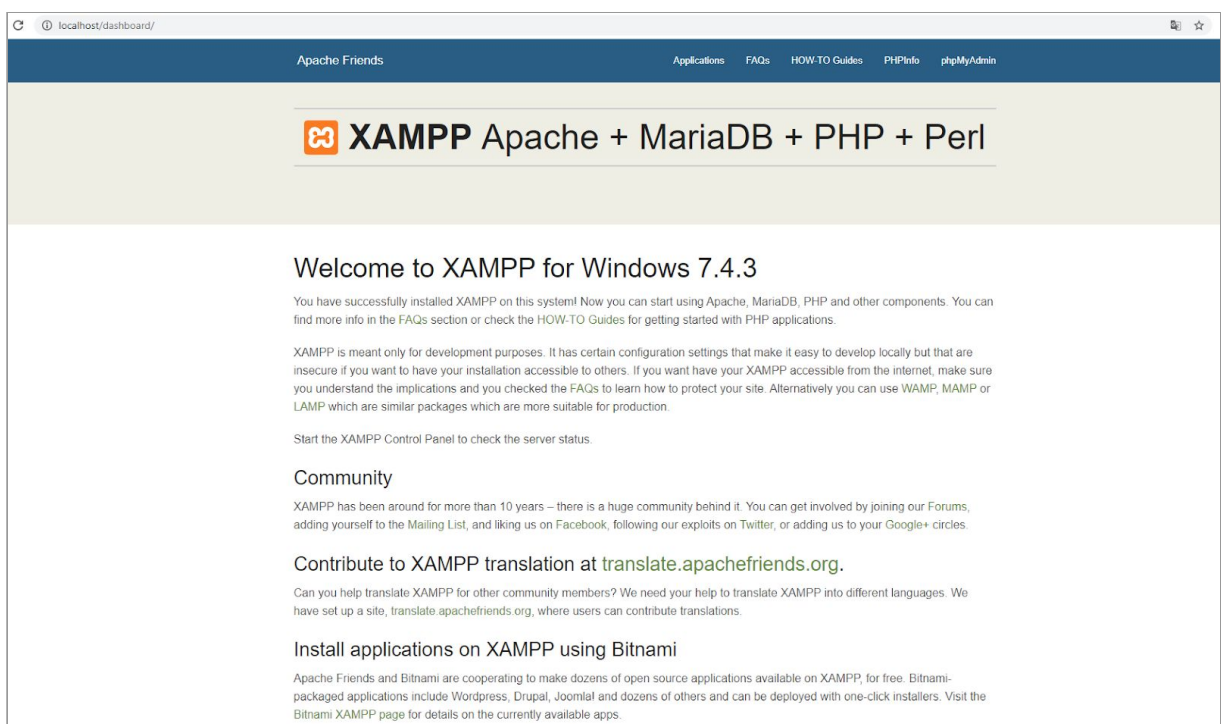 localhost/dashboard/
Apache Friends
Applications FAQs HOW-TO Guides PHPInfo phpMyAdmin
XAMPP Apache + MariaDB + PHP + Perl
Welcome to XAMPP for Windows 7.4.3
You have successfully installed XAMPP on this system! Now you can start using Apache, MariaDB, PHP and other components. You can
find more info in the FAQs section or check the HOW-TO Guides for getting started with PHP applications.
XAMPP is meant only for development purposes. It has certain configuration settings that make it easy to develop locally but that are
insecure if you want to have your installation accessible to others. If you want have your XAMPP accessible from the internet, make sure
you understand the implications and you checked the FAQs to learn how to protect your site. Alternatively you can use WAMP, MAMP or
LAMP which are similar packages which are more suitable for production.
Start the XAMPP Control Panel to check the server status.
Community
XAMPP has been around for more than 10 years – there is a huge community behind it. You can get involved by joining our Forums,
adding yourself to the Mailing List, and liking us on Facebook, following our exploits on Twitter, or adding us to your Google+ circles.
Contribute to XAMPP translation at translate.apachefriends.org.
Can you help translate XAMPP for other community members? We need your help to translate XAMPP into different languages. We
have set up a site, translate.apachefriends.org, where users can contribute translations.
Install applications on XAMPP using Bitnami
Apache Friends and Bitnami are cooperating to make dozens of open source applications available on XAMPP, for free. Bitnami-
packaged applications include Wordpress, Drupal, Joomla! and dozens of others and can be deployed with one-click installers. Visit the
Bitnami XAMPP page for details on the currently available apps.